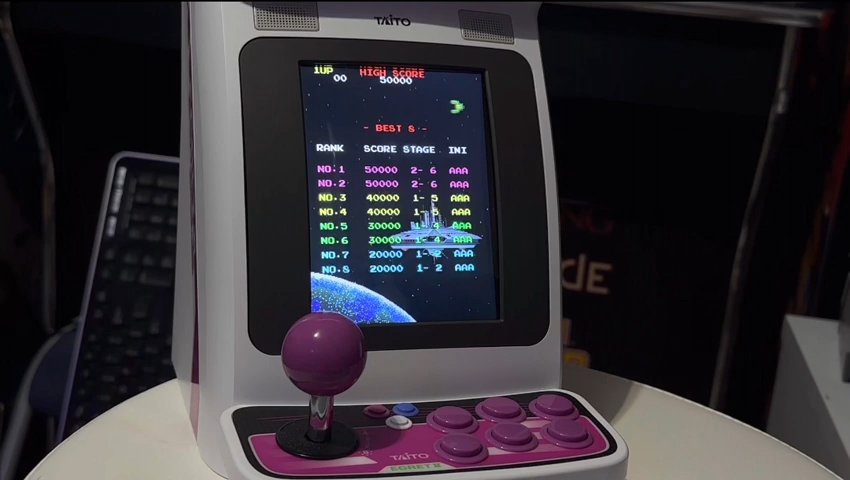 TAITO
1UP HIGH SCORE
00 50000
- BEST 8 -
RANK SCORE STAGE INI
NO.1 50000 2- 6 AAA
NO.2 50000 2- 6 AAA
NO.3 40000 1- 5 AAA
NO.4 40000 1- 5 AAA
NO.5 30000 1- 4 AAA
NO.6 30000 1- 4 AAA
NO.7 20000 1- 2 AAA
NO.8 20000 1- 2 AAA
TAITO
EGRET II